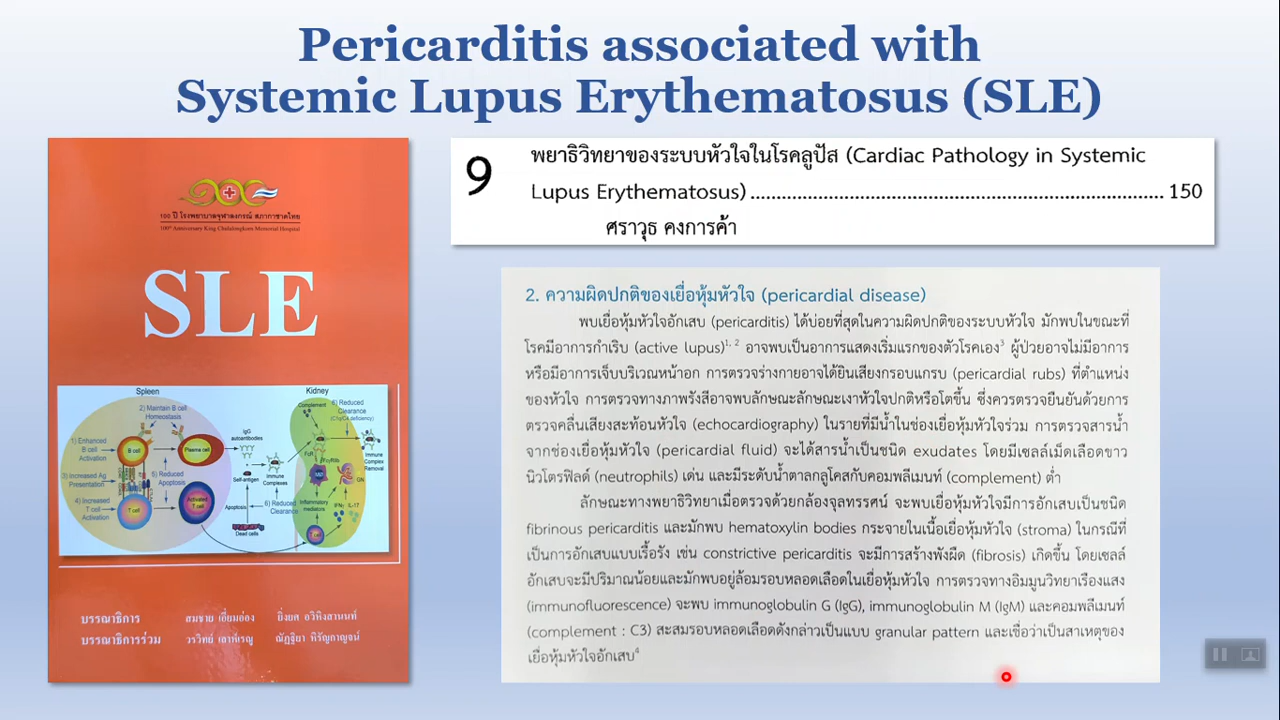 Pericarditis associated with
Systemic Lupus Erythematosus (SLE)
100 ปี โรงพยาบาลจุฬาลงกรณ์ สภากาชาดไทย
100th Anniversary King Chulalongkorn Memorial Hospital
SLE
Spleen
Kidney
2) Maintain B cell
Homeostasis
1) Enhanced
B cell
Activation
B cell
Plasma cell
IgG
autoantibodies
Complement
8) Reduced
Clearance
(C1q/C4 deficiency)
3) Increased Ag
Presentation
5) Reduced
Apoptosis
Self-antigen
Immune
Complexes
FcR
Immune
Complex
Removal
GN
4) Increased
T cell
Activation
T cell
Activated
T cell
Apoptosis
6) Reduced
Clearance
Inflammatory
mediators
IFNγ
IL-17
Dead cells
T cell
บรรณาธิการ สมชาย เอี่ยมอ่อง ยิ่งยศ อวิหิงสานนท์
บรรณาธิการร่วม วรวิทย์ เลาห์เรณู ณัฏฐิยา หิรัญกาญจน์
9 พยาธิวิทยาของระบบหัวใจในโรคลูปัส (Cardiac Pathology in Systemic
Lupus Erythematosus) ........................................ 150
ศราวุธ คงการค้า
2. ความผิดปกติของเยื่อหุ้มหัวใจ (pericardial disease)
พบเยื่อหุ้มหัวใจอักเสบ (pericarditis) ได้บ่อยที่สุดในความผิดปกติของระบบหัวใจ มักพบในขณะที่
โรคมีอาการกำเริบ (active lupus)1, 2 อาจพบเป็นอาการแสดงเริ่มแรกของตัวโรคเอง3 ผู้ป่วยอาจไม่มีอาการ
หรือมีอาการเจ็บบริเวณหน้าอก การตรวจร่างกายอาจได้ยินเสียงกรอบแกรบ (pericardial rubs) ที่ตำแหน่ง
ของหัวใจ การตรวจทางภาพรังสีอาจพบลักษณะลักษณะเงาหัวใจปกติหรือโตขึ้น ซึ่งควรตรวจยืนยันด้วยการ
ตรวจคลื่นเสียงสะท้อนหัวใจ (echocardiography) ในรายที่มีน้ำในช่องเยื่อหุ้มหัวใจร่วม การตรวจสารน้ำ
จากช่องเยื่อหุ้มหัวใจ (pericardial fluid) จะได้สารน้ำเป็นชนิด exudates โดยมีเซลล์เม็ดเลือดขาว
นิวโตรฟิลด์ (neutrophils) เด่น และมีระดับน้ำตาลกลูโคสกับคอมพลีเมนท์ (complement) ต่ำ
ลักษณะทางพยาธิวิทยาเมื่อตรวจด้วยกล้องจุลทรรศน์ จะพบเยื่อหุ้มหัวใจมีการอักเสบเป็นชนิด
fibrinous pericarditis และมักพบ hematoxylin bodies กระจายในเนื้อเยื่อหุ้มหัวใจ (stroma) ในกรณีที่
เป็นการอักเสบแบบเรื้อรัง เช่น constrictive pericarditis จะมีการสร้างพังผืด (fibrosis) เกิดขึ้น โดยเซลล์
อักเสบจะมีปริมาณน้อยและมักพบอยู่ล้อมรอบหลอดเลือดในเยื่อหุ้มหัวใจ การตรวจทางอิมมูนวิทยาเรืองแสง
(immunofluorescence) จะพบ immunoglobulin G (IgG), immunoglobulin M (IgM) และคอมพลีเมนท์
(complement : C3) สะสมรอบหลอดเลือดดังกล่าวเป็นแบบ granular pattern และเชื่อว่าเป็นสาเหตุของ
เยื่อหุ้มหัวใจอักเสบ4